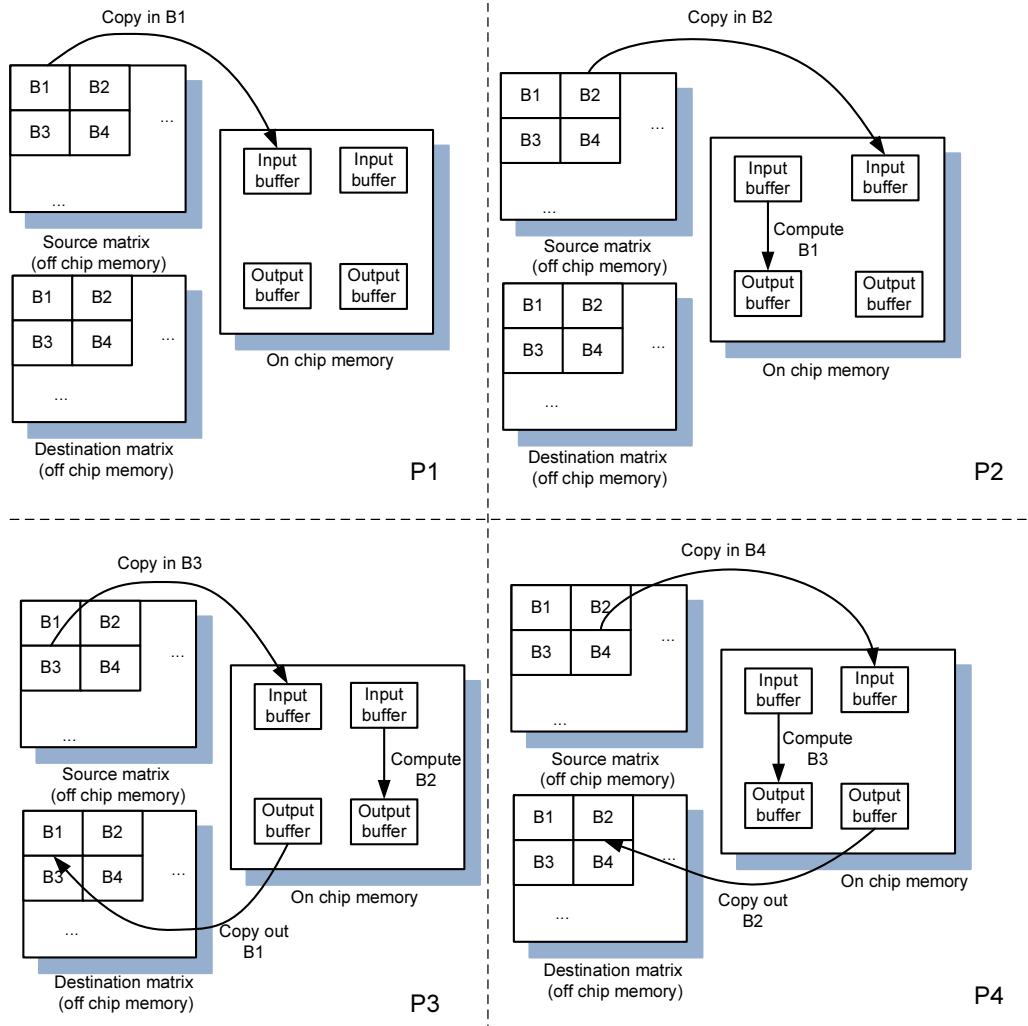 Copy in B1
B1 B2
B3 B4
...
...
Input buffer
Input buffer
Output buffer
Output buffer
Source matrix
(off chip memory)
On chip memory
B1 B2
B3 B4
...
...
Destination matrix
(off chip memory)
P1
Copy in B2
B1 B2
B3 B4
...
...
Input buffer
Input buffer
Compute
B1
Output buffer
Output buffer
Source matrix
(off chip memory)
On chip memory
B1 B2
B3 B4
...
...
Destination matrix
(off chip memory)
P2
Copy in B3
B1 B2
B3 B4
...
...
Input buffer
Input buffer
Compute
B2
Output buffer
Output buffer
Source matrix
(off chip memory)
On chip memory
B1 B2
B3 B4
...
...
Copy out
B1
Destination matrix
(off chip memory)
P3
Copy in B4
B1 B2
B3 B4
...
...
Input buffer
Input buffer
Compute
B3
Output buffer
Output buffer
Source matrix
(off chip memory)
On chip memory
B1 B2
B3 B4
...
...
Copy out
B2
Destination matrix
(off chip memory)
P4